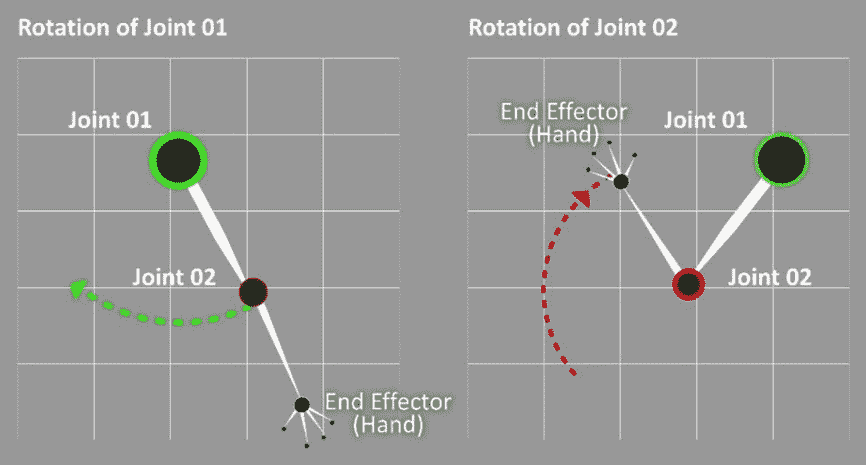 Rotation of Joint 01
Joint 01
Joint 02
End Effector
(Hand)
Rotation of Joint 02
End Effector
(Hand)
Joint 01
Joint 02